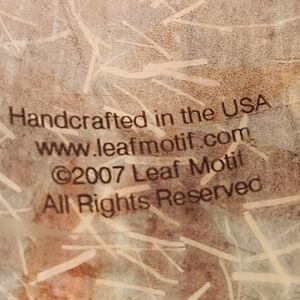 Handcrafted in the USA
www.leafmotif.com
©2007 Leaf Motif
All Rights Reserved